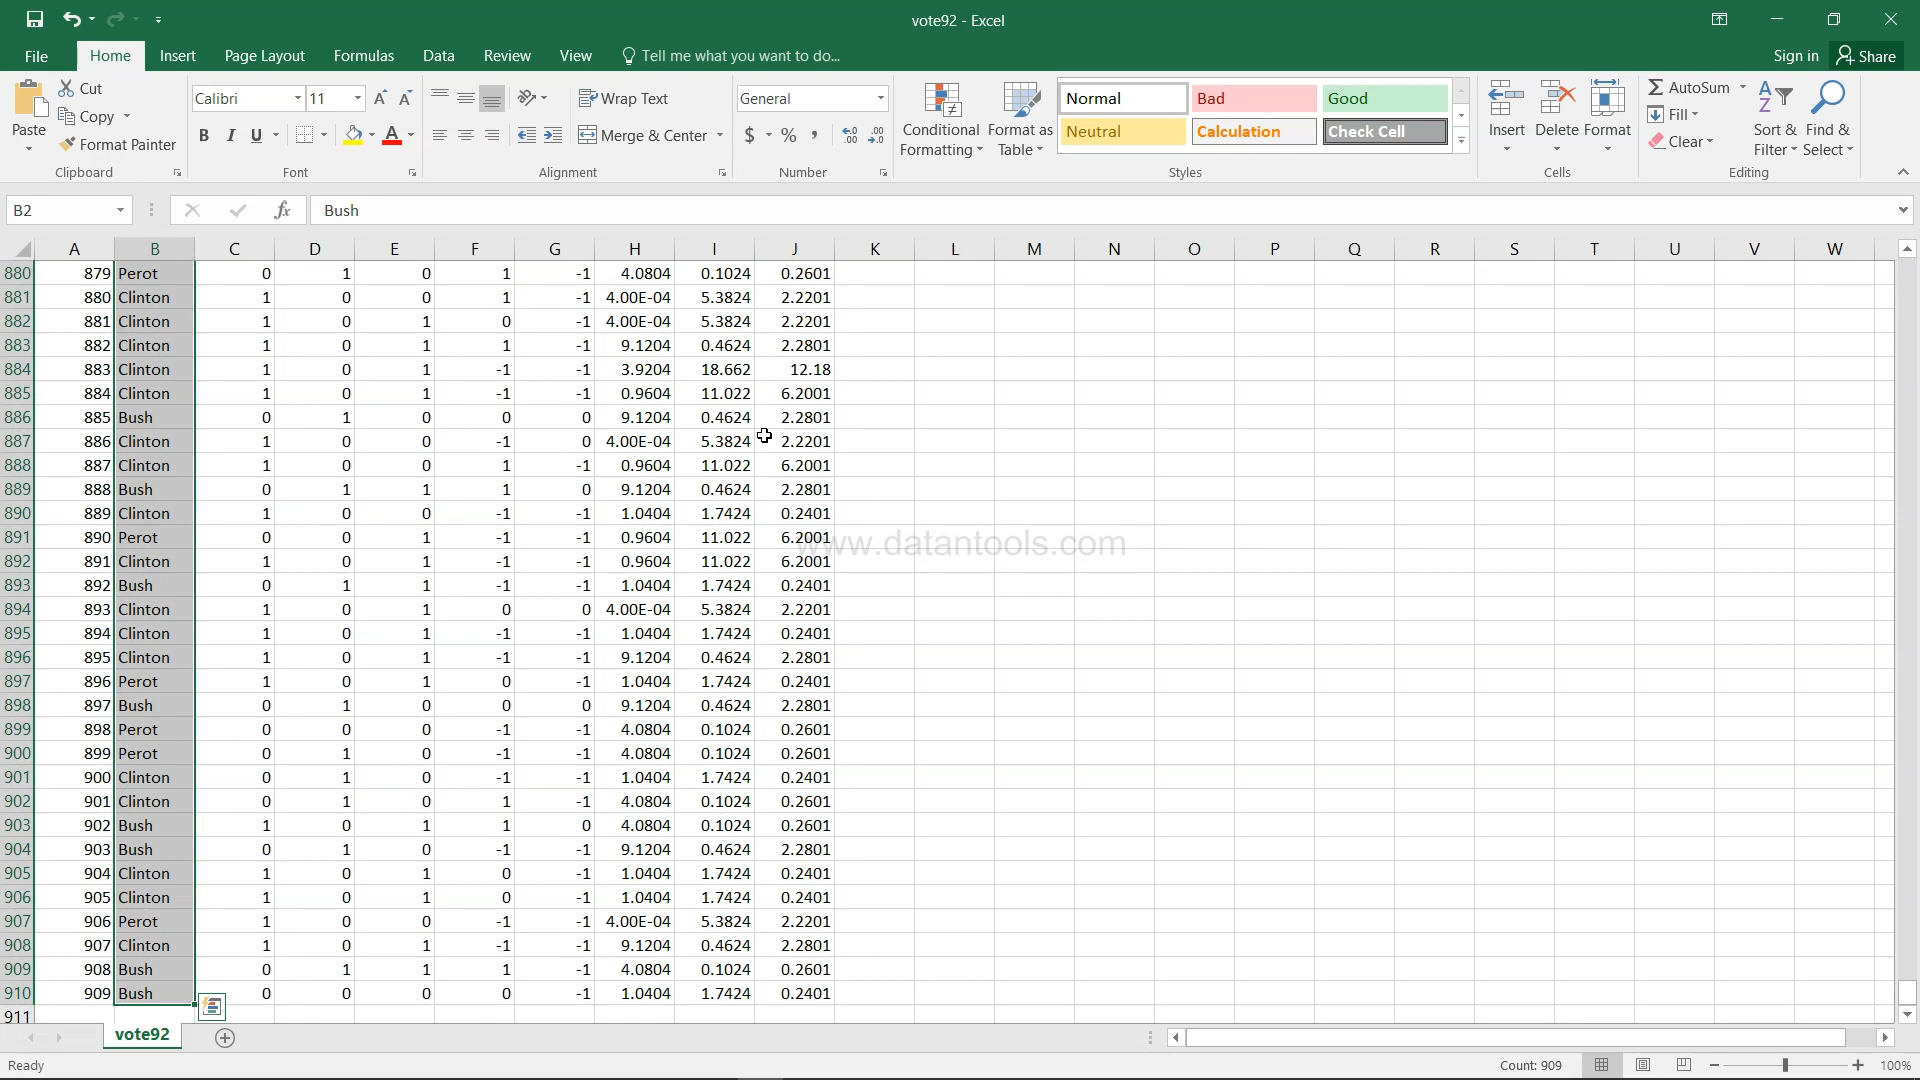 vote92 - Excel
File Home Insert Page Layout Formulas Data Review View Tell me what you want to do... Sign in Share
Paste Cut Calibri 11 Wrap Text General Conditional Formatting Format as Table Normal Bad Good Insert Delete Format AutoSum Sort & Filter Find & Select
Copy B I U Merge & Center $ % , Neutral Calculation Check Cell Fill
Format Painter Clear
Clipboard Font Alignment Number Styles Cells Editing
B2 fx Bush
A B C D E F G H I J K L M N O P Q R S T U V W
880 879 Perot 0 1 0 1 -1 4.0804 0.1024 0.2601
881 880 Clinton 1 0 0 1 -1 4.00E-04 5.3824 2.2201
882 881 Clinton 1 0 1 0 -1 4.00E-04 5.3824 2.2201
883 882 Clinton 1 0 1 1 -1 9.1204 0.4624 2.2801
884 883 Clinton 1 0 1 -1 -1 3.9204 18.662 12.18
885 884 Clinton 1 0 1 -1 -1 0.9604 11.022 6.2001
886 885 Bush 0 1 0 0 0 9.1204 0.4624 2.2801
887 886 Clinton 1 0 0 -1 0 4.00E-04 5.3824 2.2201
888 887 Clinton 1 0 0 1 -1 0.9604 11.022 6.2001
889 888 Bush 0 1 1 1 0 9.1204 0.4624 2.2801
890 889 Clinton 1 0 0 -1 -1 1.0404 1.7424 0.2401
891 890 Perot 0 0 1 -1 -1 0.9604 11.022 6.2001
www.datantools.com
892 891 Clinton 1 0 1 -1 -1 0.9604 11.022 6.2001
893 892 Bush 0 1 1 -1 -1 1.0404 1.7424 0.2401
894 893 Clinton 1 0 1 0 0 4.00E-04 5.3824 2.2201
895 894 Clinton 1 0 1 -1 -1 1.0404 1.7424 0.2401
896 895 Clinton 1 0 1 -1 -1 9.1204 0.4624 2.2801
897 896 Perot 1 0 1 0 -1 1.0404 1.7424 0.2401
898 897 Bush 0 1 0 0 0 9.1204 0.4624 2.2801
899 898 Perot 0 0 0 -1 -1 4.0804 0.1024 0.2601
900 899 Perot 0 1 0 -1 -1 4.0804 0.1024 0.2601
901 900 Clinton 0 1 0 -1 -1 1.0404 1.7424 0.2401
902 901 Clinton 0 1 0 1 -1 4.0804 0.1024 0.2601
903 902 Bush 1 0 1 1 0 4.0804 0.1024 0.2601
904 903 Bush 0 1 0 -1 -1 9.1204 0.4624 2.2801
905 904 Clinton 1 0 1 0 -1 1.0404 1.7424 0.2401
906 905 Clinton 1 0 1 0 -1 1.0404 1.7424 0.2401
907 906 Perot 1 0 0 -1 -1 4.00E-04 5.3824 2.2201
908 907 Clinton 1 0 1 -1 -1 9.1204 0.4624 2.2801
909 908 Bush 0 1 1 1 -1 4.0804 0.1024 0.2601
910 909 Bush 0 0 0 0 -1 1.0404 1.7424 0.2401
911
vote92
Ready Count: 909 100%